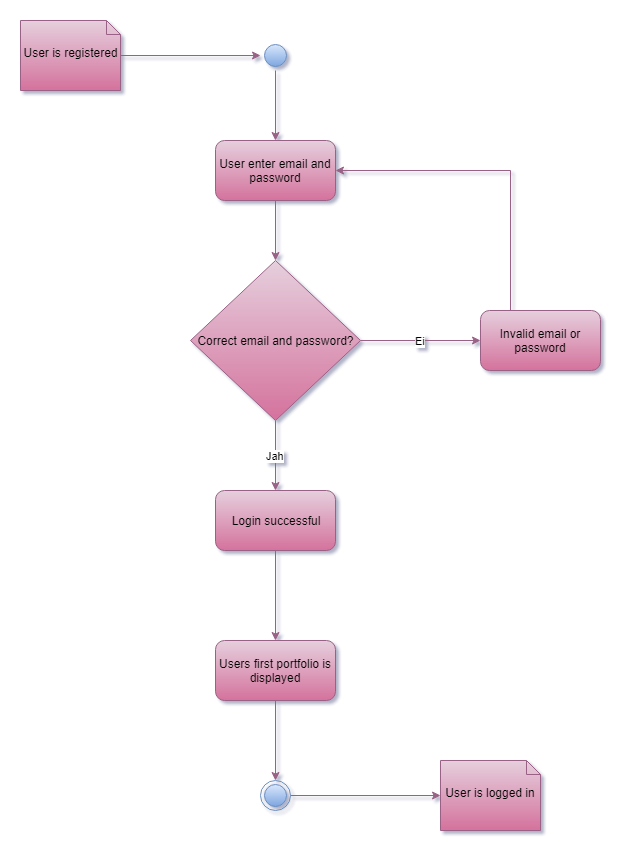 User is registered
User enter email and
password
Correct email and password?
Ei
Invalid email or
password
Jah
Login successful
Users first portfolio is
displayed
User is logged in